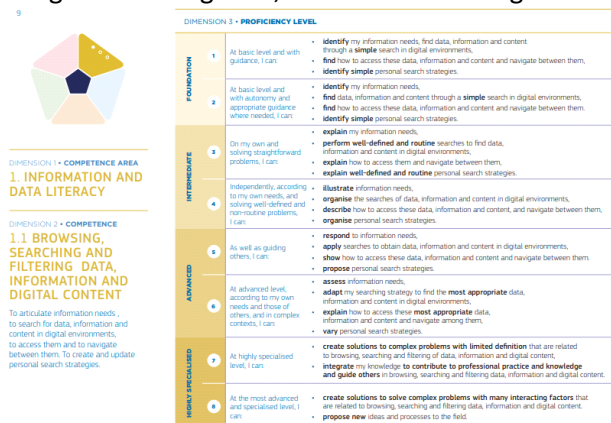 9
DIMENSION 1 • COMPETENCE AREA
1. INFORMATION AND
DATA LITERACY
DIMENSION 2 • COMPETENCE
1.1 BROWSING,
SEARCHING AND
FILTERING DATA,
INFORMATION AND
DIGITAL CONTENT
To articulate information needs ,
to search for data, information and
content in digital environments,
to access them and to navigate
between them. To create and update
personal search strategies.
DIMENSION 3 • PROFICIENCY LEVEL
FOUNDATION
1
At basic level and with
guidance, I can:
• identify my information needs, find data, information and content
through a simple search in digital environments,
• find how to access these data, information and content and navigate between them,
• identify simple personal search strategies.
2
At basic level and
with autonomy and
appropriate guidance
where needed, I can:
• identify my information needs,
• find data, information and content through a simple search in digital environments,
• find how to access these data, information and content and navigate between them.
• identify simple personal search strategies.
INTERMEDIATE
3
On my own and
solving straightforward
problems, I can:
• explain my information needs,
• perform well-defined and routine searches to find data,
information and content in digital environments,
• explain how to access them and navigate between them,
• explain well-defined and routine personal search strategies.
4
Independently, according
to my own needs, and
solving well-defined and
non-routine problems,
I can:
• illustrate information needs,
• organise the searches of data, information and content in digital environments,
• describe how to access these data, information and content, and navigate between them,
• organise personal search strategies.
ADVANCED
5
As well as guiding
others, I can:
• respond to information needs,
• apply searches to obtain data, information and content in digital environments,
• show how to access these data, information and content and navigate between them.
• propose personal search strategies.
6
At advanced level,
according to my own
needs and those of
others, and in complex
contexts, I can:
• assess information needs,
• adapt my searching strategy to find the most appropriate data,
information and content in digital environments,
• explain how to access these most appropriate data,
information and content and navigate among them,
• vary personal search strategies.
HIGHLY SPECIALISED
7
At highly specialised
level, I can:
• create solutions to complex problems with limited definition that are related
to browsing, searching and filtering of data, information and digital content,
• integrate my knowledge to contribute to professional practice and knowledge
and guide others in browsing, searching and filtering data, information and digital content.
8
At the most advanced
and specialised level, I
can:
• create solutions to solve complex problems with many interacting factors that
are related to browsing, searching and filtering data, information and digital content.
• propose new ideas and processes to the field.